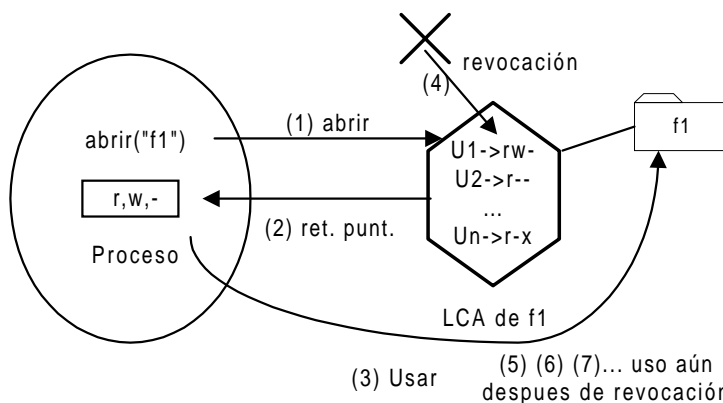 revocación
(4)
(1) abrir
abrir("f1")
f1
U1->rw-
U2->r--
...
Un->r-x
r,w,-
(2) ret. punt.
Proceso
LCA de f1
(3) Usar
(5) (6) (7)... uso aún
despues de revocación